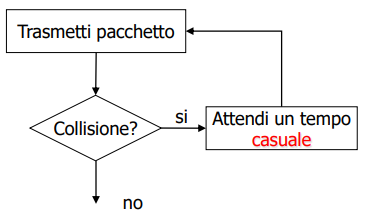 Trasmetti pacchetto
Collisione?
si
Attendi un tempo
casuale
no